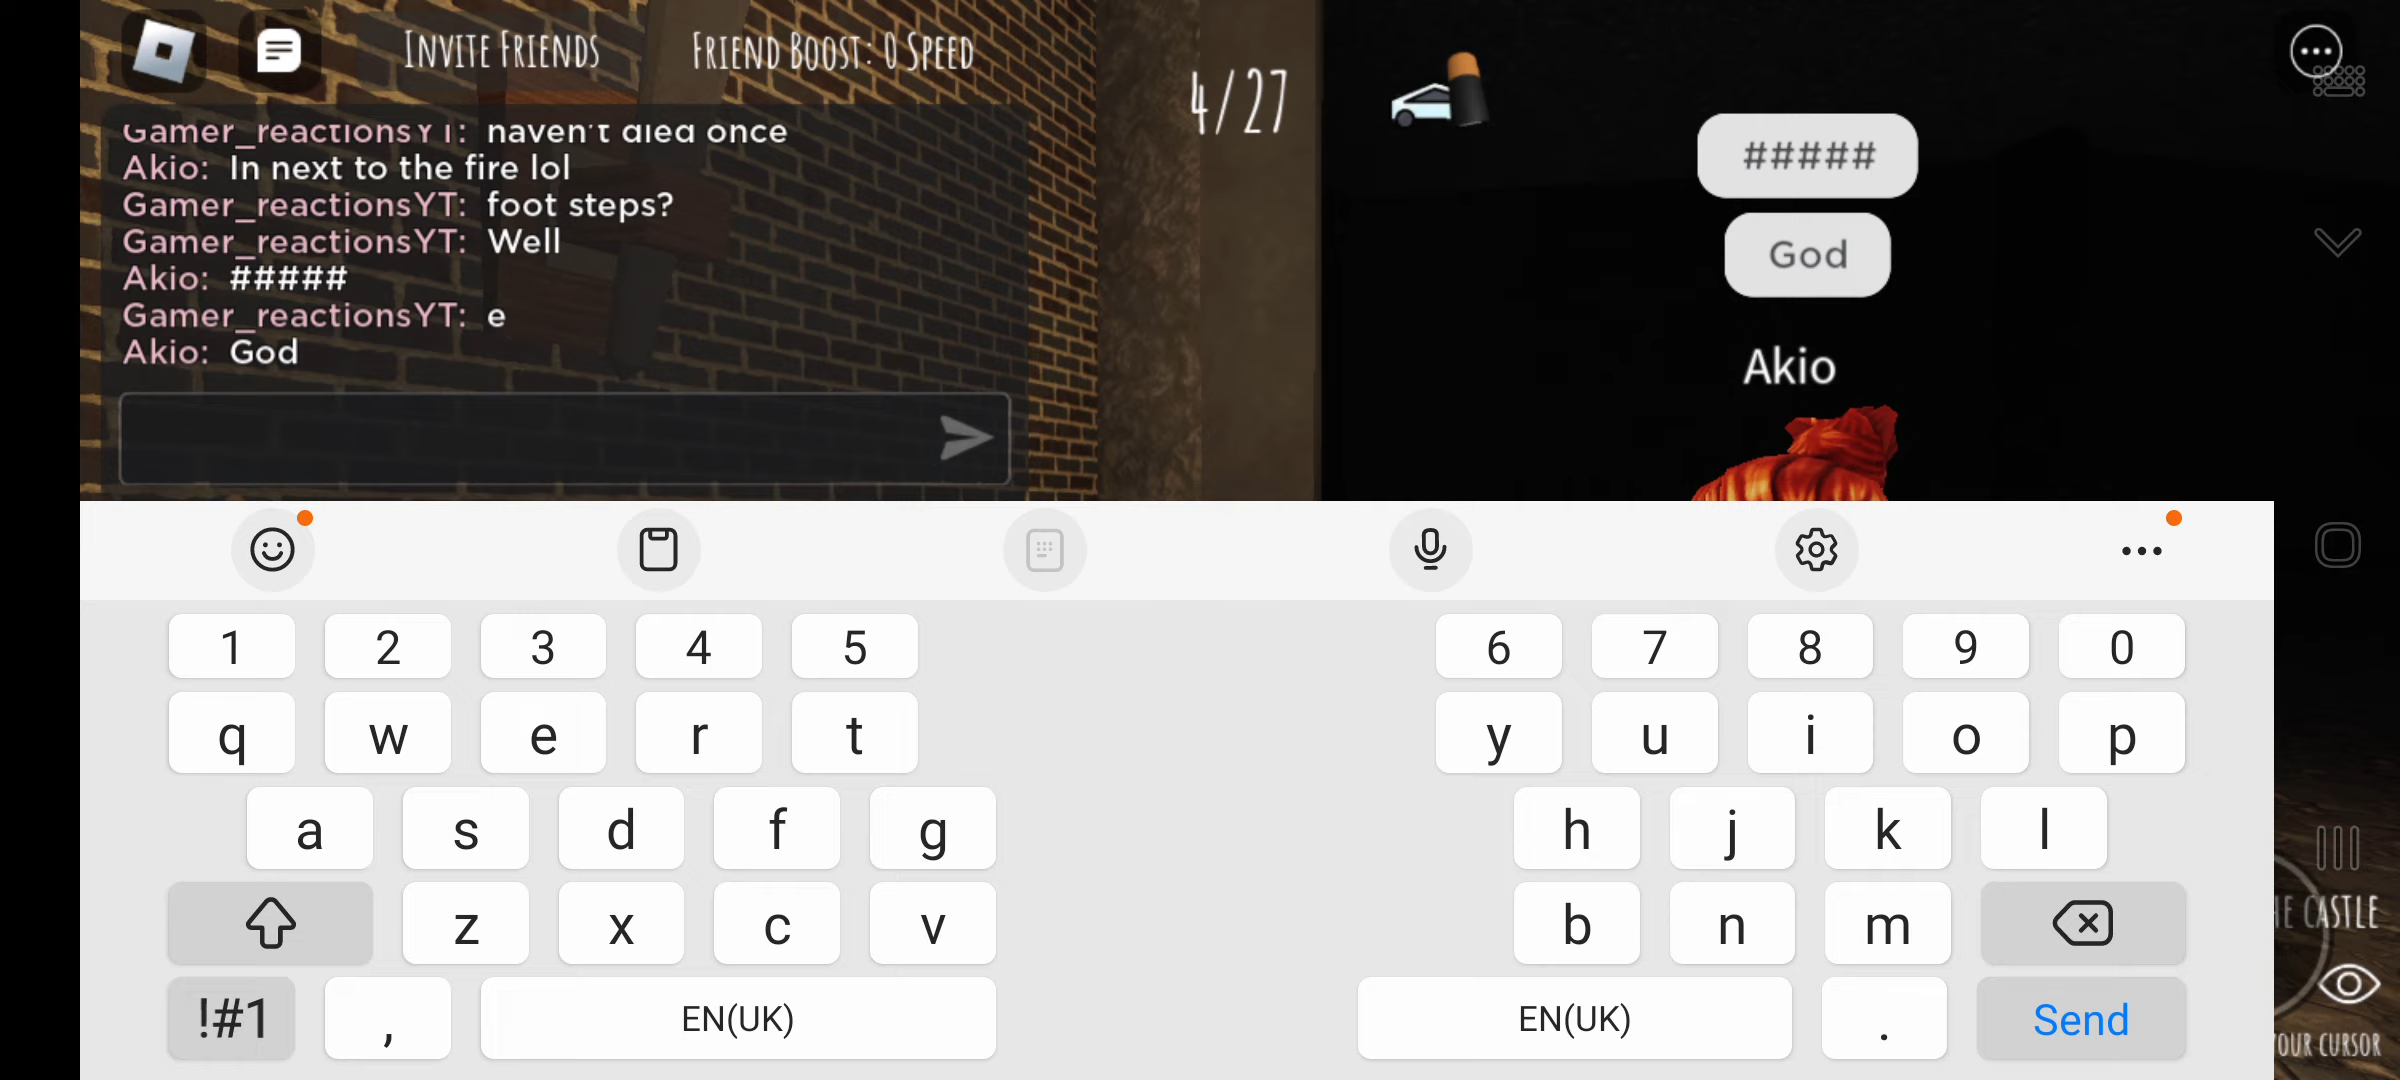 INVITE FRIENDS
FRIEND BOOST: 0 SPEED
4/27
Gamer_reactionsYT: haven't died once
Akio: In next to the fire lol
Gamer_reactionsYT: foot steps?
Gamer_reactionsYT: Well
Akio: #####
Gamer_reactionsYT: e
Akio: God
#####
God
Akio
1 2 3 4 5 6 7 8 9 0
q w e r t y u i o p
a s d f g h j k l
z x c v b n m
!#1 , EN(UK) EN(UK) . Send
CASTLE
CURSOR